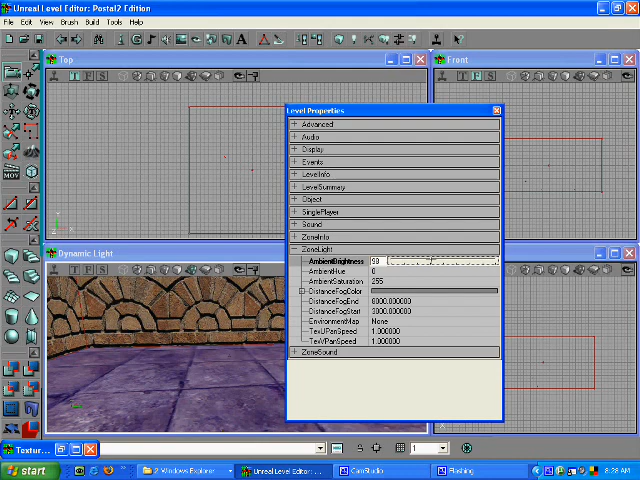 Unreal Level Editor: Postal2 Edition
File Edit View Brush Build Tools Help
Top
Front
MOV
Dynamic Light
Level Properties
Advanced
Audio
Display
Events
LevelInfo
LevelSummary
Object
SinglePlayer
Sound
ZoneInfo
ZoneLight
AmbientBrightness 98
AmbientHue 0
AmbientSaturation 255
DistanceFogColor
DistanceFogEnd 8000.000000
DistanceFogStart 3000.000000
EnvironmentMap None
TexUPanSpeed 1.000000
TexVPanSpeed 1.000000
ZoneSound
Textur...
1
start
2 Windows Explorer
Unreal Level Editor: ...
CamStudio
Flashing
8:28 AM